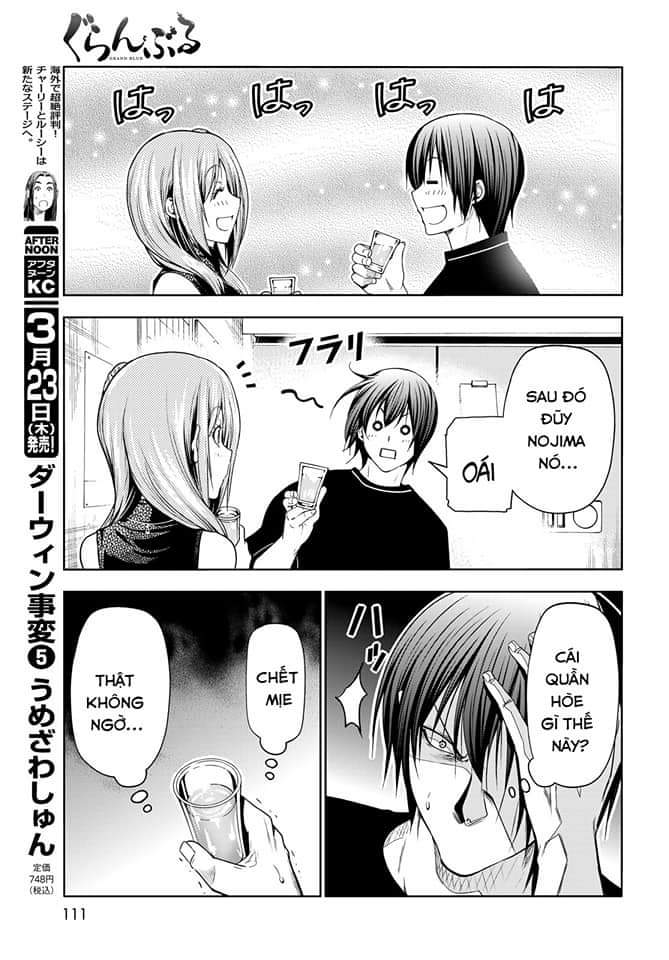 ぐらんぶる
GRAND BLUE
海外で超絶評判！
チャーリーとルーシーは
新たなステージへ。
AFTER
NOON
アフタ
ヌーン
KC
3月23日(木)発売!
ダーウィン事変5
うめざわしゅん
定価
748円
(税込)
はっ
はっ
はっ
はっ
SAU ĐÓ
ĐŨY
NOJIMA
NÓ...
OÁI
フラリ
CÁI
QUẦN
HÒE
GÌ THẾ
NÀY?
ハッ
CHẾT
MỊE
THẬT
KHÔNG
NGỜ...
111